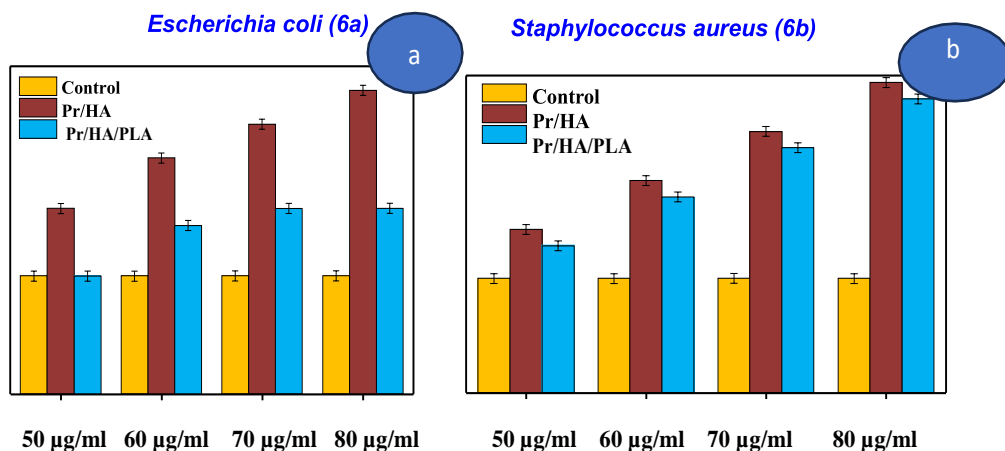 Escherichia coli (6a)
a
Control
Pr/HA
Pr/HA/PLA
50 µg/ml 60 µg/ml 70 µg/ml 80 µg/ml
Staphylococcus aureus (6b)
b
Control
Pr/HA
Pr/HA/PLA
50 µg/ml 60 µg/ml 70 µg/ml 80 µg/ml